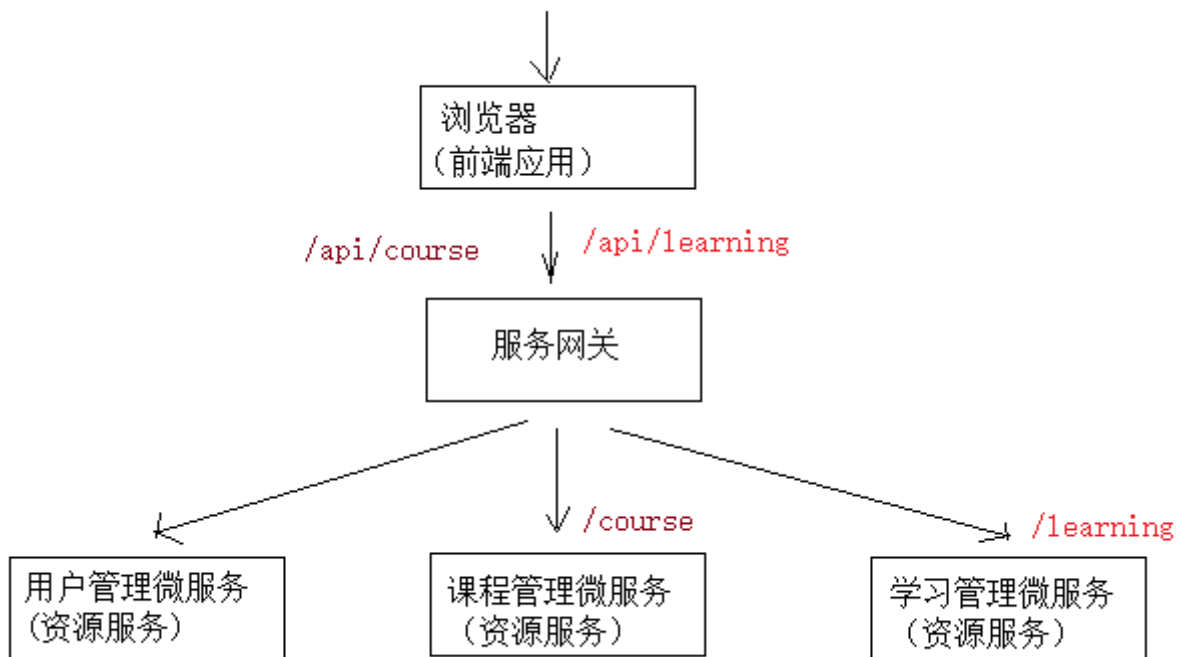 浏览器
（前端应用）
/api/course
/api/learning
服务网关
/course
/learning
用户管理微服务
(资源服务）
课程管理微服务
（资源服务）
学习管理微服务
（资源服务）